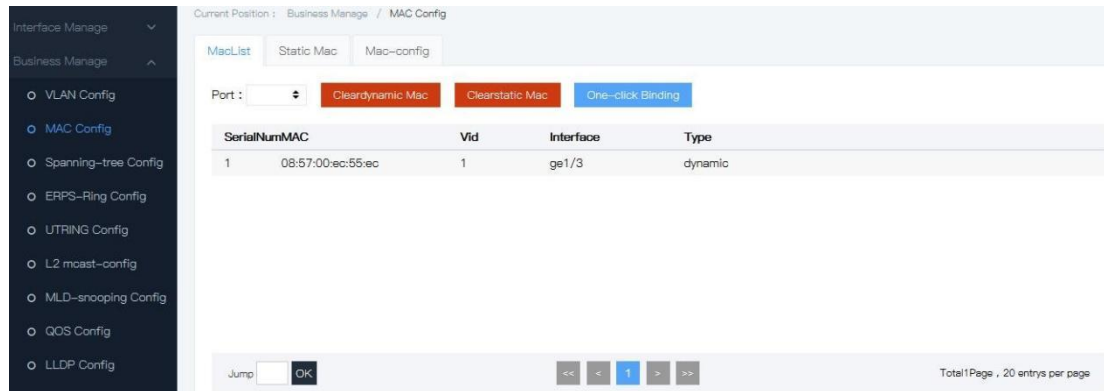 Interface Manage
Business Manage
VLAN Config
MAC Config
Spanning-tree Config
ERPS-Ring Config
UTRING Config
L2 mcast-config
MLD-snooping Config
QOS Config
LLDP Config
Current Position : Business Manage / MAC Config
MacList Static Mac Mac-config
Port : Cleardynamic Mac Clearstatic Mac One-click Binding
SerialNumMAC Vid Interface Type
1 08:57:00:ec:55:ec 1 ge1/3 dynamic
Jump OK << < 1 > >> Total1Page , 20 entrys per page